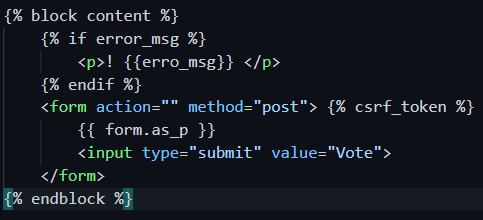 {% block content %}
{% if error_msg %}
<p>! {{erro_msg}} </p>
{% endif %}
<form action="" method="post"> {% csrf_token %}
{{ form.as_p }}
<input type="submit" value="Vote">
</form>
{% endblock %}